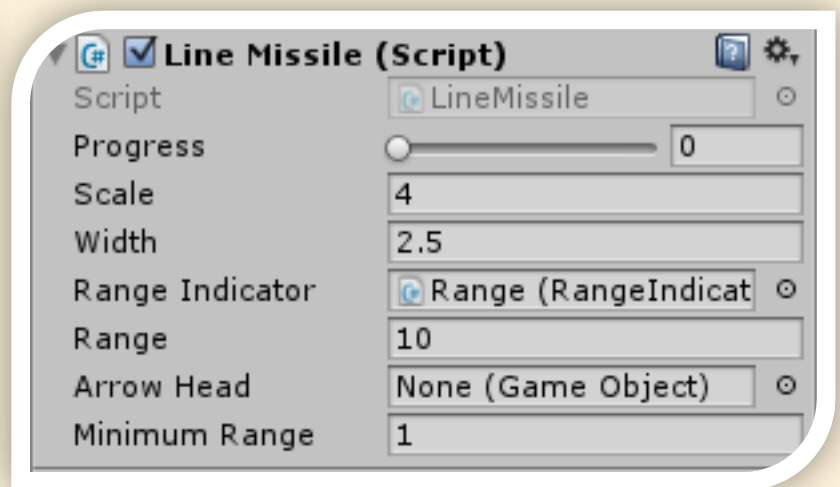 Line Missile (Script)
Script LineMissile
Progress 0
Scale 4
Width 2.5
Range Indicator Range (RangeIndicat
Range 10
Arrow Head None (Game Object)
Minimum Range 1